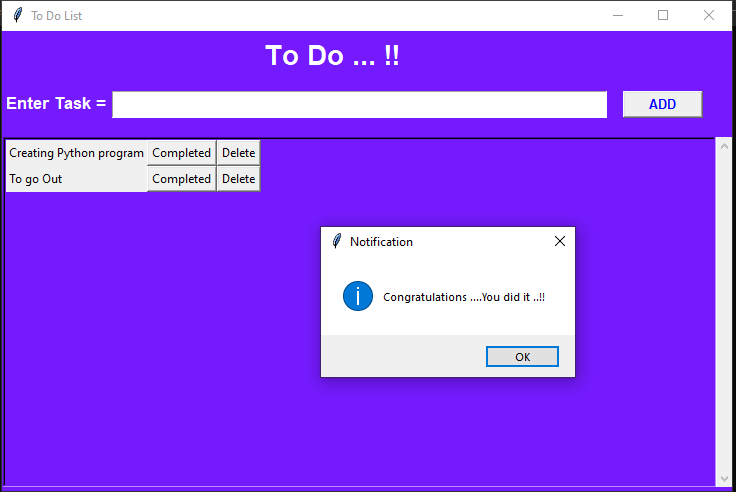 To Do List
To Do ... !!
Enter Task = ADD
Creating Python program Completed Delete
To go Out Completed Delete
Notification
Congratulations ....You did it ..!!
OK